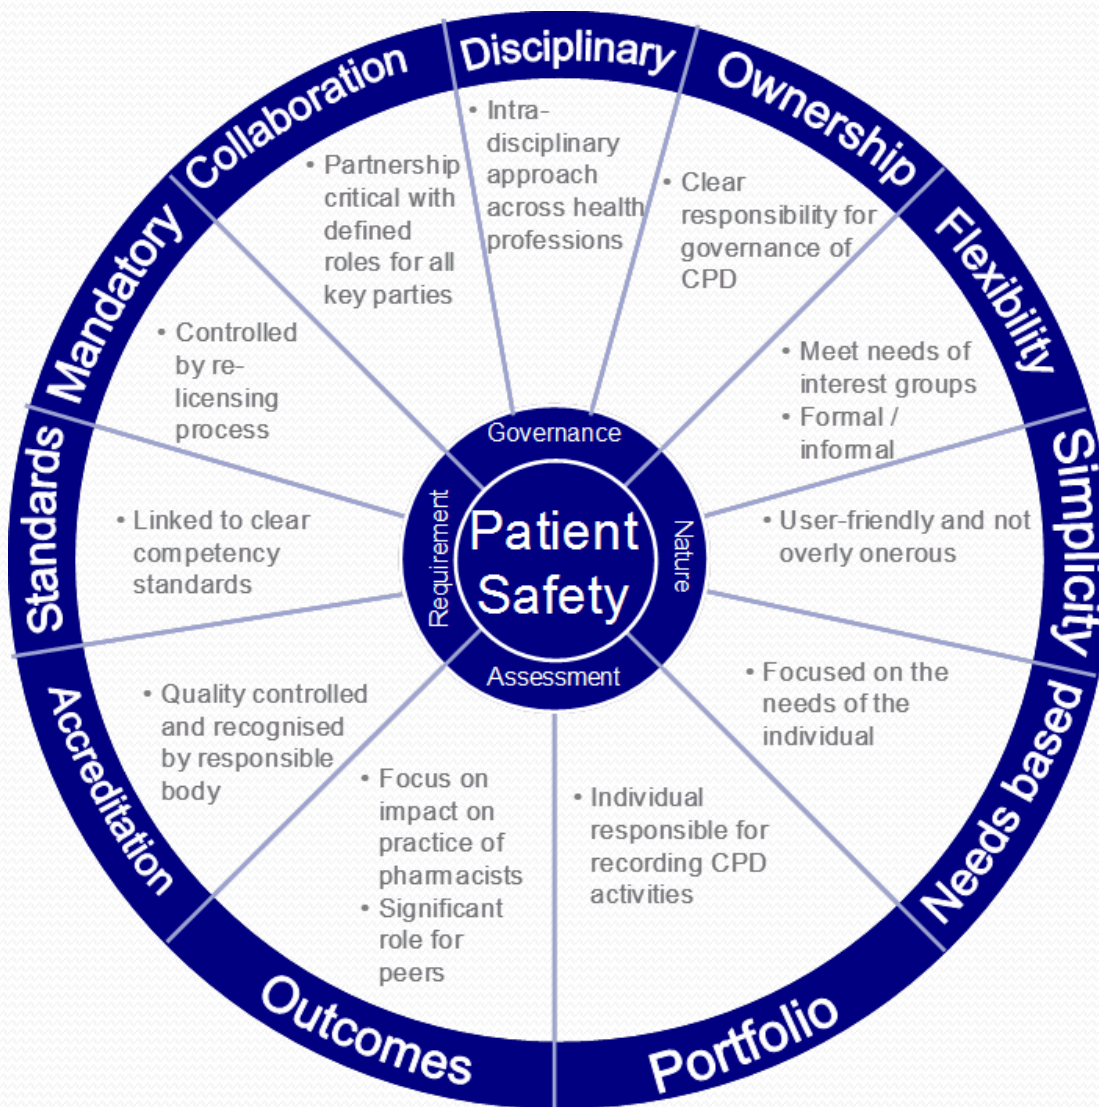 Disciplinary
• Intra-
disciplinary
approach
across health
professions
Ownership
• Clear
responsibility for
governance of
CPD
Flexibility
• Meet needs of
interest groups
• Formal /
informal
Simplicity
• User-friendly and not
overly onerous
Needs based
• Focused on the
needs of the
individual
Portfolio
• Individual
responsible for
recording CPD
activities
Outcomes
• Focus on
impact on
practice of
pharmacists
• Significant
role for
peers
Accreditation
• Quality controlled
and recognised
by responsible
body
Standards
• Linked to clear
competency
standards
Mandatory
• Controlled
by re-
licensing
process
Collaboration
• Partnership
critical with
defined
roles for all
key parties
Governance
Nature
Assessment
Requirement
Patient
Safety